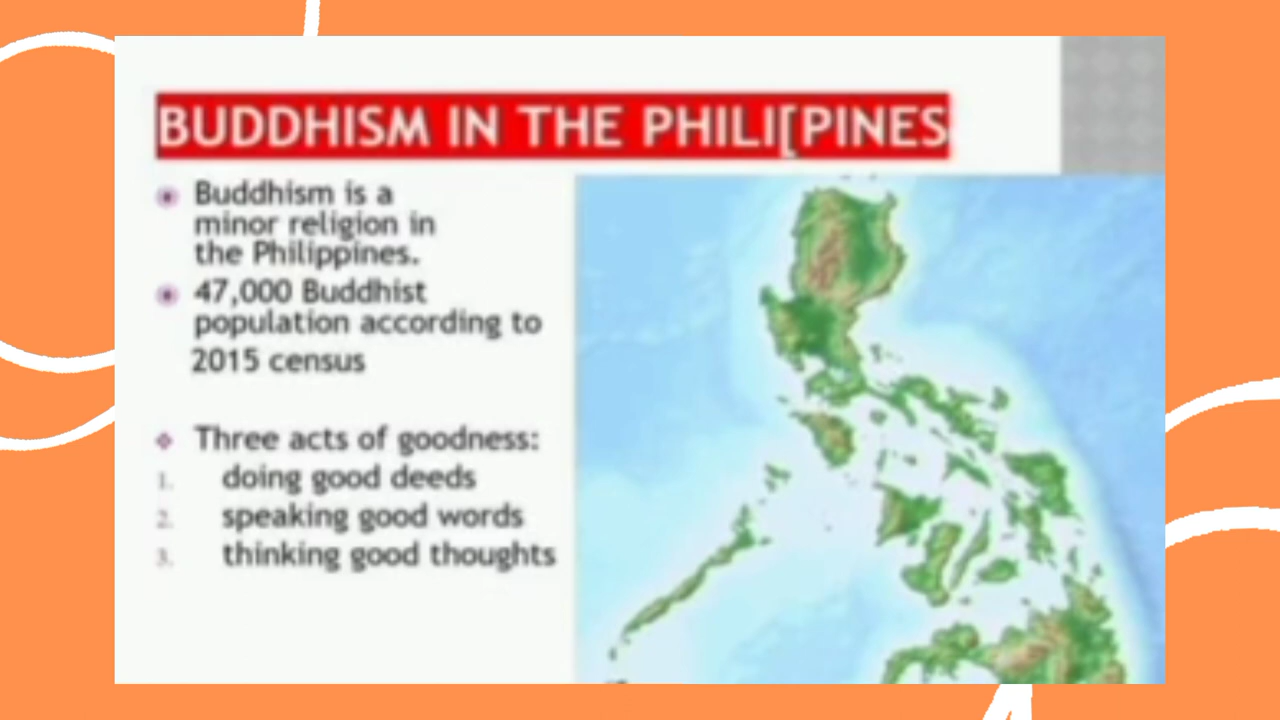 BUDDHISM IN THE PHILI[PINES
Buddhism is a
minor religion in
the Philippines.
47,000 Buddhist
population according to
2015 census
Three acts of goodness:
1. doing good deeds
2. speaking good words
3. thinking good thoughts